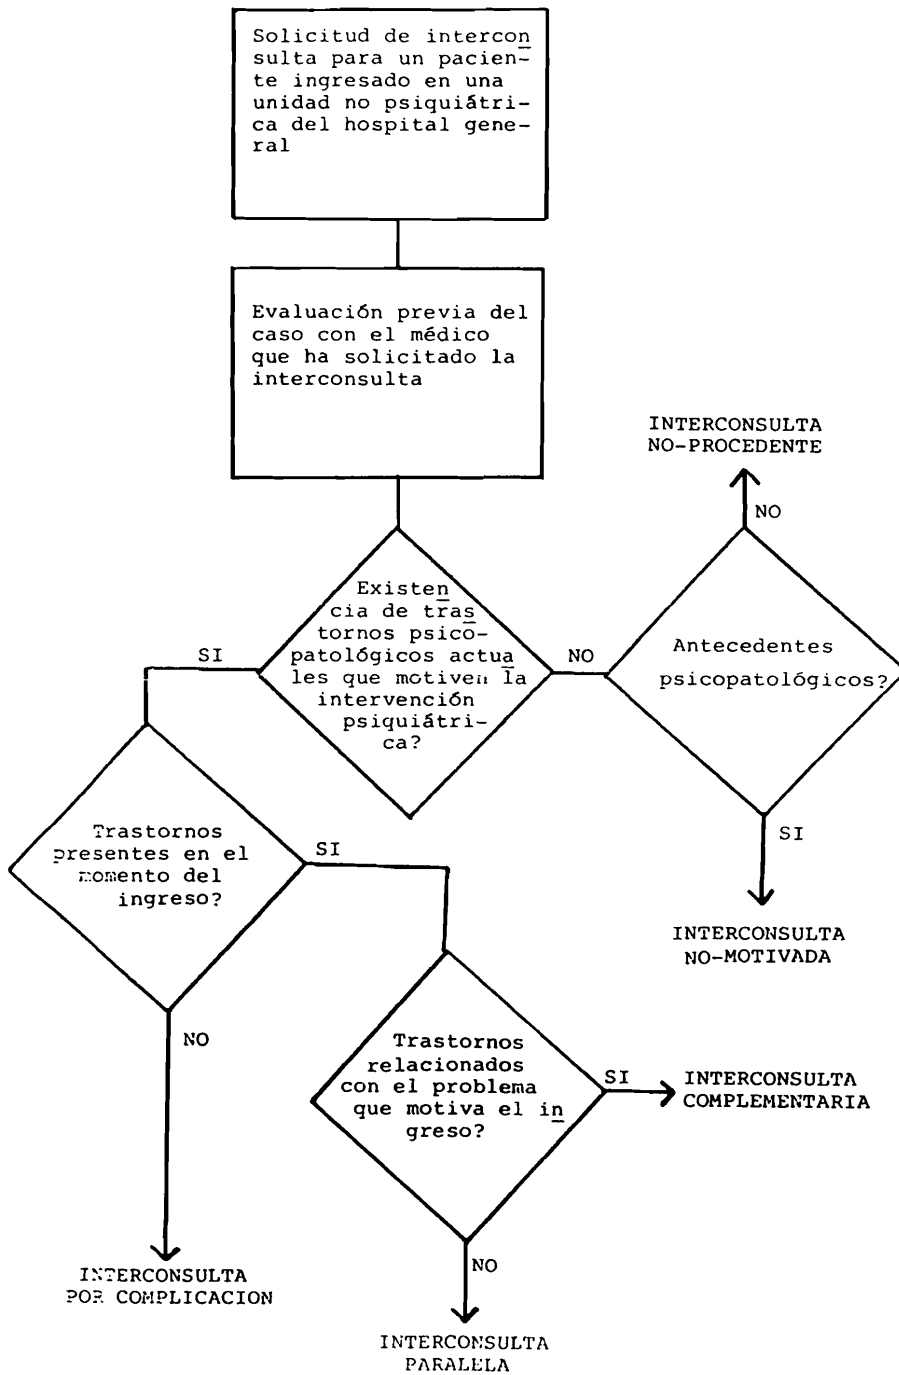 Solicitud de intercon
sulta para un pacien-
te ingresado en una
unidad no psiquiátri-
ca del hospital gene-
ral
Evaluación previa del
caso con el médico
que ha solicitado la
interconsulta
INTERCONSULTA
NO-PROCEDENTE
NO
Existen
cia de tras
tornos psico-
patológicos actua
les que motiven la
intervención
psiquiátri-
ca?
SI
NO
Antecedentes
psicopatológicos?
SI
INTERCONSULTA
NO-MOTIVADA
Trastornos
presentes en el
momento del
ingreso?
SI
NO
Trastornos
relacionados
con el problema
que motiva el in
greso?
SI
INTERCONSULTA
COMPLEMENTARIA
NO
INTERCONSULTA
POR COMPLICACION
INTERCONSULTA
PARALELA